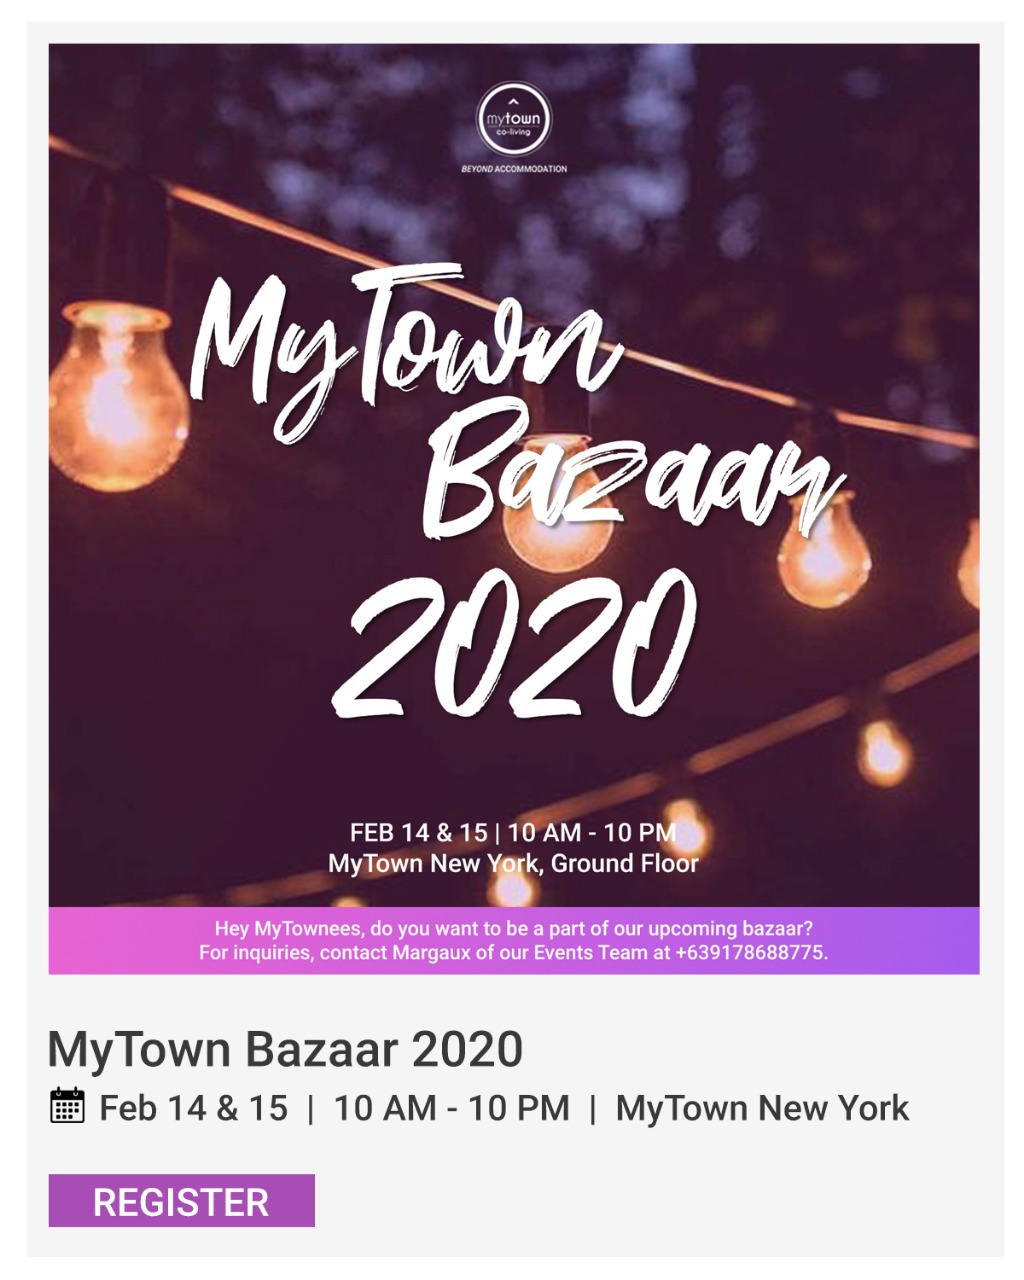 mytown
co-living
BEYOND ACCOMMODATION
MyTown
Bazaar
2020
FEB 14 & 15 | 10 AM - 10 PM
MyTown New York, Ground Floor
Hey MyTownees, do you want to be a part of our upcoming bazaar?
For inquiries, contact Margaux of our Events Team at +639178688775.
MyTown Bazaar 2020
Feb 14 & 15 | 10 AM - 10 PM | MyTown New York
REGISTER